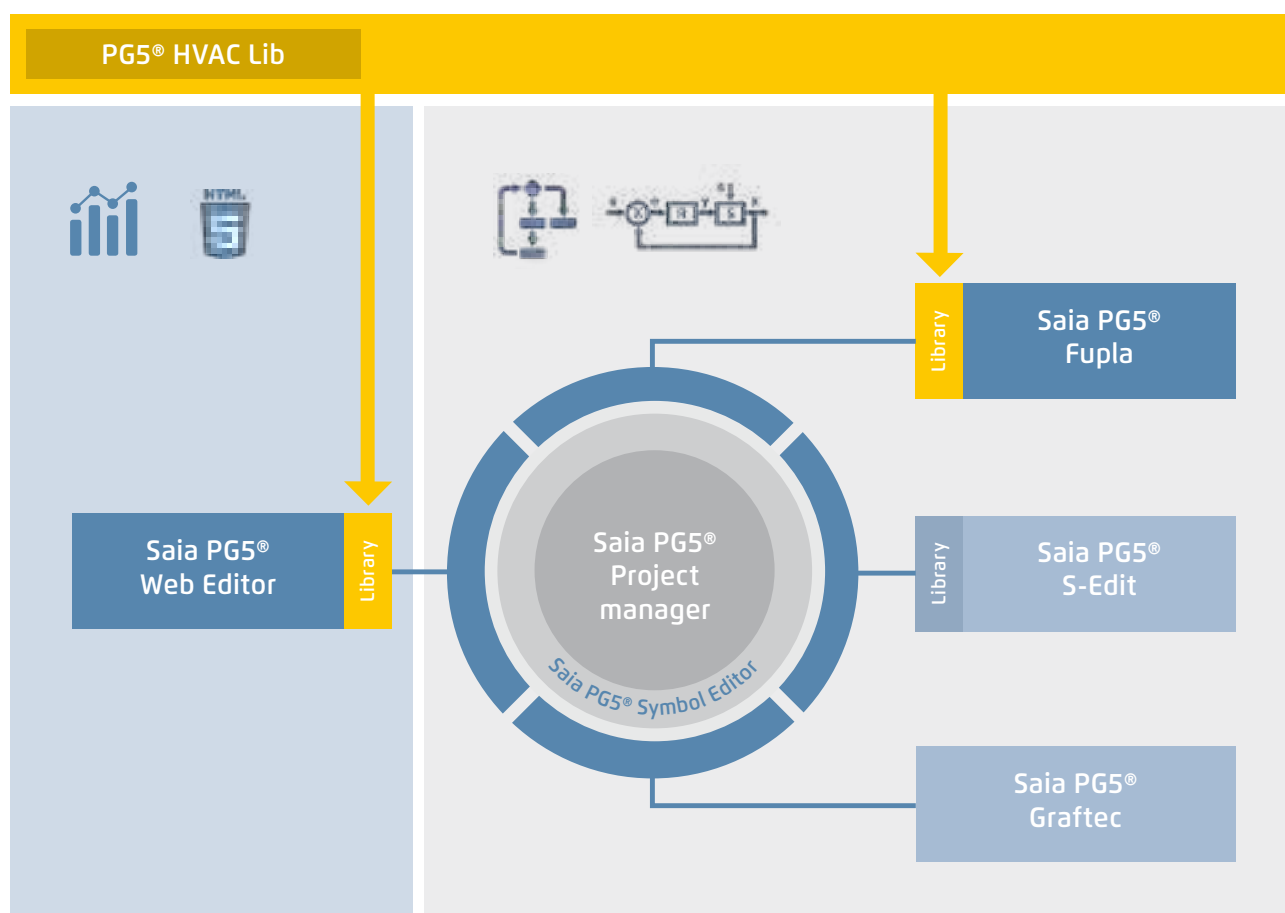 PG5® HVAC Lib
HTML
5
Library
Saia PG5®
Fupla
Saia PG5®
Web Editor
Library
Saia PG5®
Project
manager
Saia PG5® Symbol Editor
Library
Saia PG5®
S-Edit
Saia PG5®
Graftec